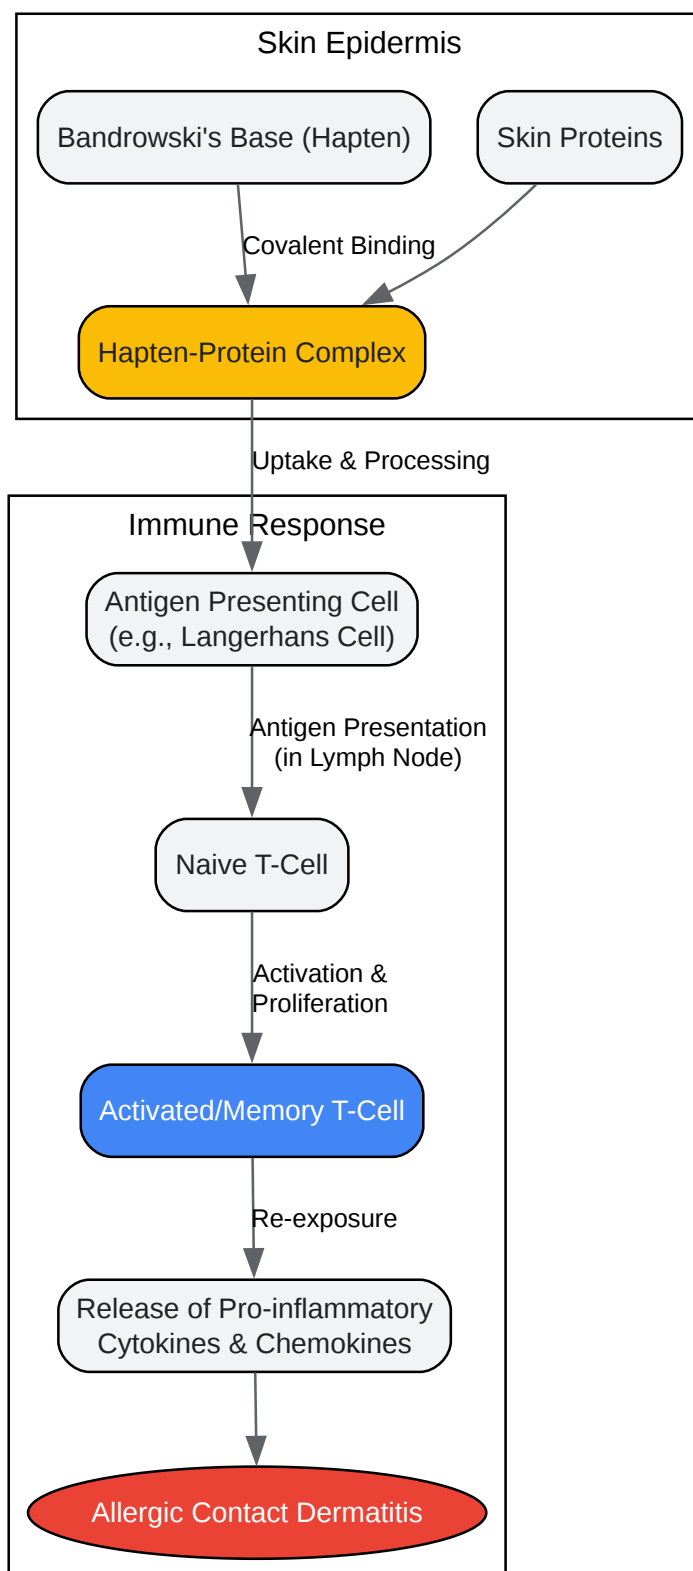 Skin Epidermis
Bandrowski's Base (Hapten)
Skin Proteins
Covalent Binding
Hapten-Protein Complex
Uptake & Processing
Immune Response
Antigen Presenting Cell
(e.g., Langerhans Cell)
Antigen Presentation
(in Lymph Node)
Naive T-Cell
Activation &
Proliferation
Activated/Memory T-Cell
Re-exposure
Release of Pro-inflammatory
Cytokines & Chemokines
Allergic Contact Dermatitis